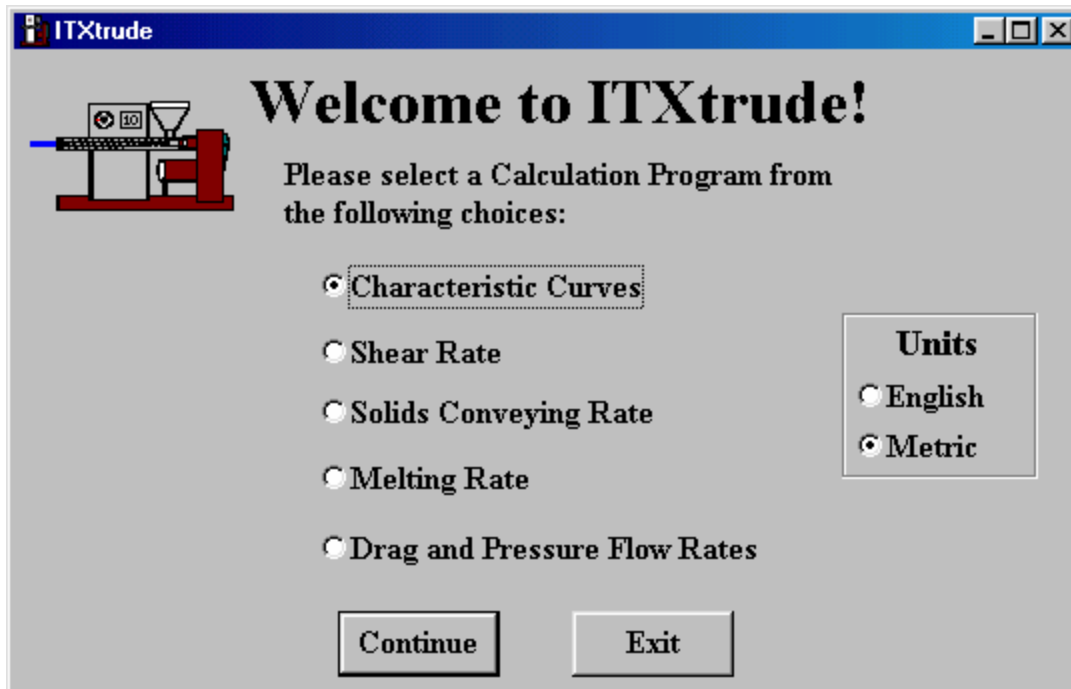 ITXtrude
10
Welcome to ITXtrude!
Please select a Calculation Program from
the following choices:
Characteristic Curves
Shear Rate
Solids Conveying Rate
Melting Rate
Drag and Pressure Flow Rates
Units
English
Metric
Continue
Exit